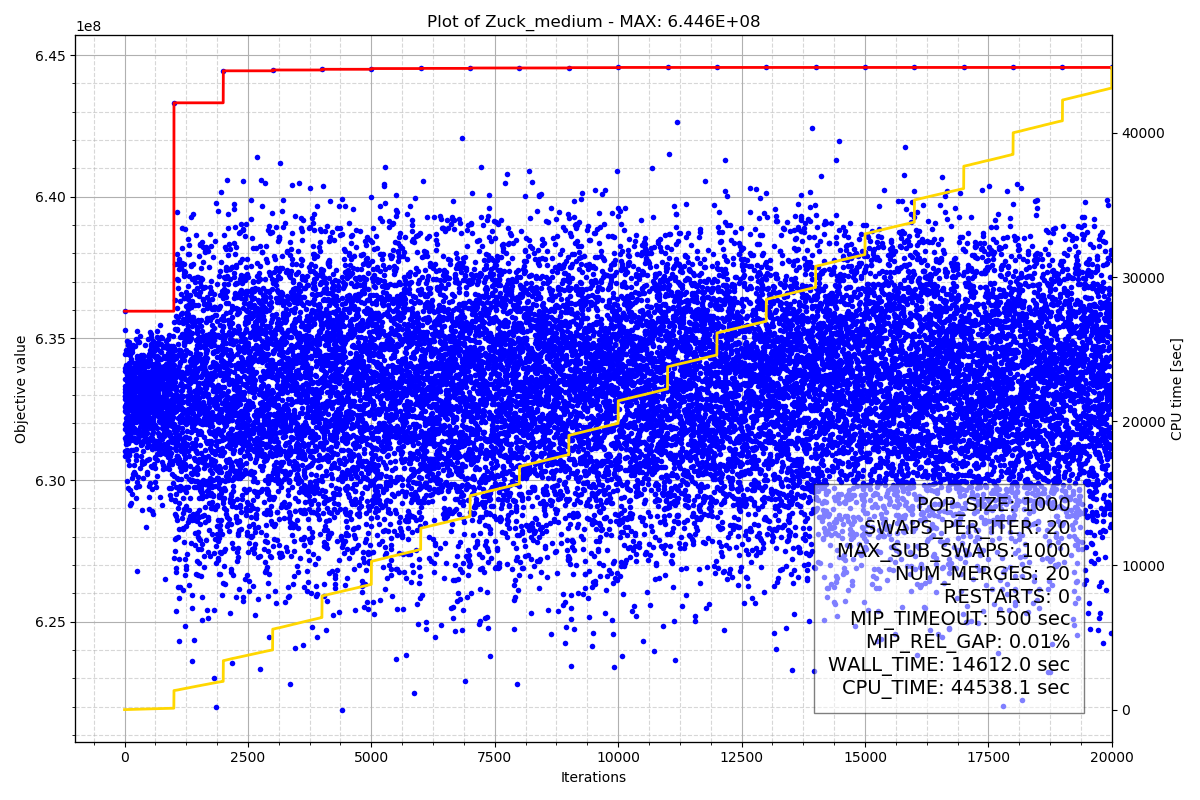 Plot of Zuck_medium - MAX: 6.446E+08
1e8
6.45
6.40
6.35
6.30
6.25
Objective value
40000
30000
20000
10000
0
CPU time [sec]
POP_SIZE: 1000
SWAPS_PER_ITER: 20
MAX_SUB_SWAPS: 1000
NUM_MERGES: 20
RESTARTS: 0
MIP_TIMEOUT: 500 sec
MIP_REL_GAP: 0.01%
WALL_TIME: 14612.0 sec
CPU_TIME: 44538.1 sec
0 2500 5000 7500 10000 12500 15000 17500 20000
Iterations